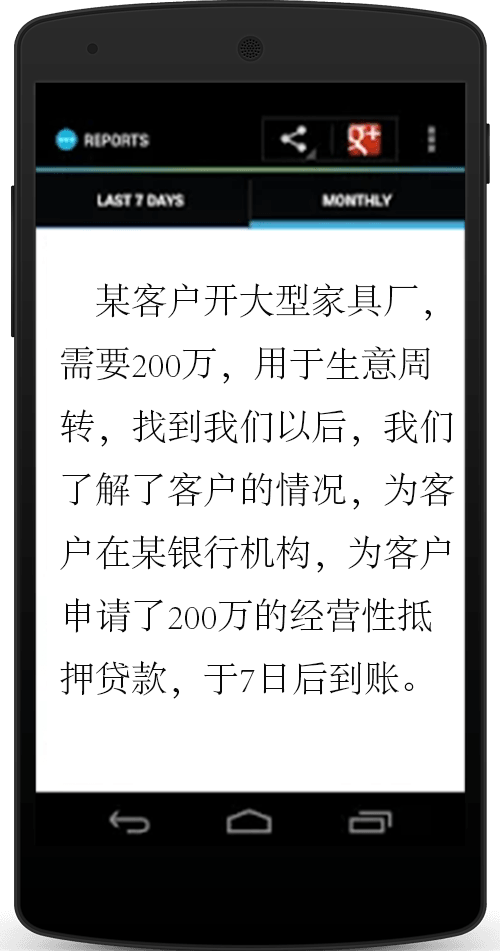 REPORTS
LAST 7 DAYS
MONTHLY
某客户开大型家具厂，
需要200万，用于生意周
转，找到我们以后，我们
了解了客户的情况，为客
户在某银行机构，为客户
申请了200万的经营性抵
押贷款，于7日后到账。